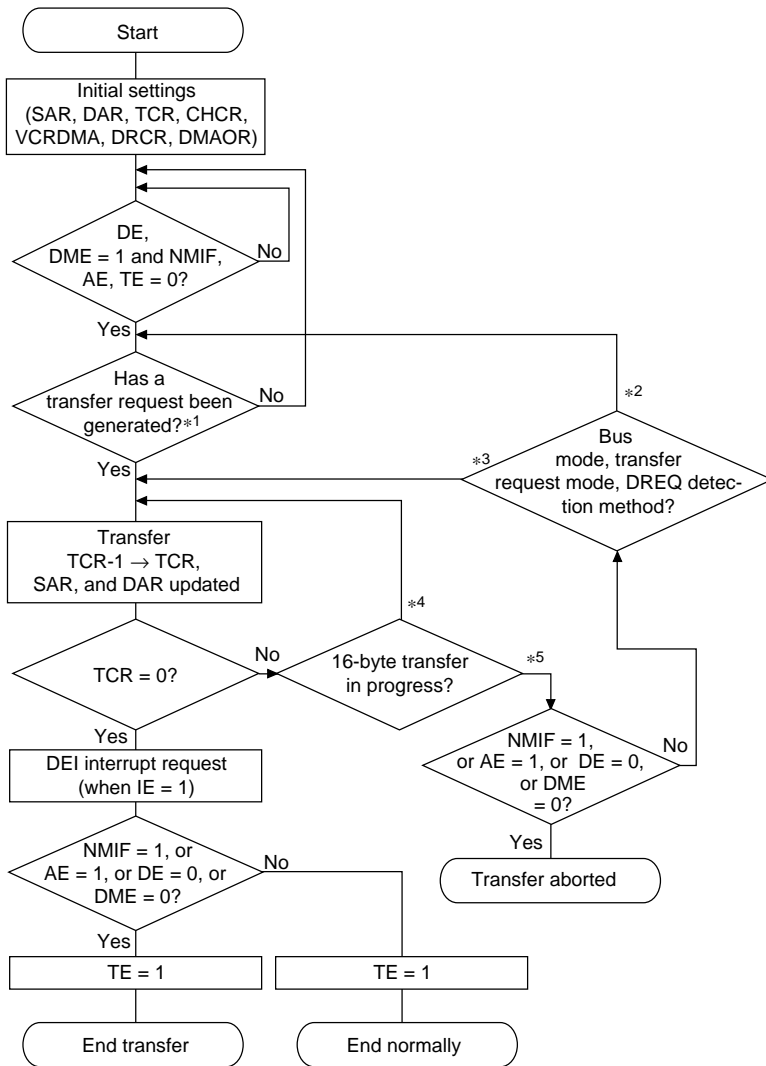 Start
Initial settings
(SAR, DAR, TCR, CHCR,
VCRDMA, DRCR, DMAOR)
DE,
DME = 1 and NMIF,
AE, TE = 0?
No
Yes
Has a
transfer request been
generated?*1
No
Yes
*2
Bus
mode, transfer
request mode, DREQ detec-
tion method?
*3
Transfer
TCR-1 → TCR,
SAR, and DAR updated
*4
TCR = 0?
No
16-byte transfer
in progress?
*5
Yes
NMIF = 1,
or AE = 1, or DE = 0,
or DME
= 0?
No
Yes
Transfer aborted
DEI interrupt request
(when IE = 1)
NMIF = 1, or
AE = 1, or DE = 0, or
DME = 0?
No
Yes
TE = 1
TE = 1
End transfer
End normally